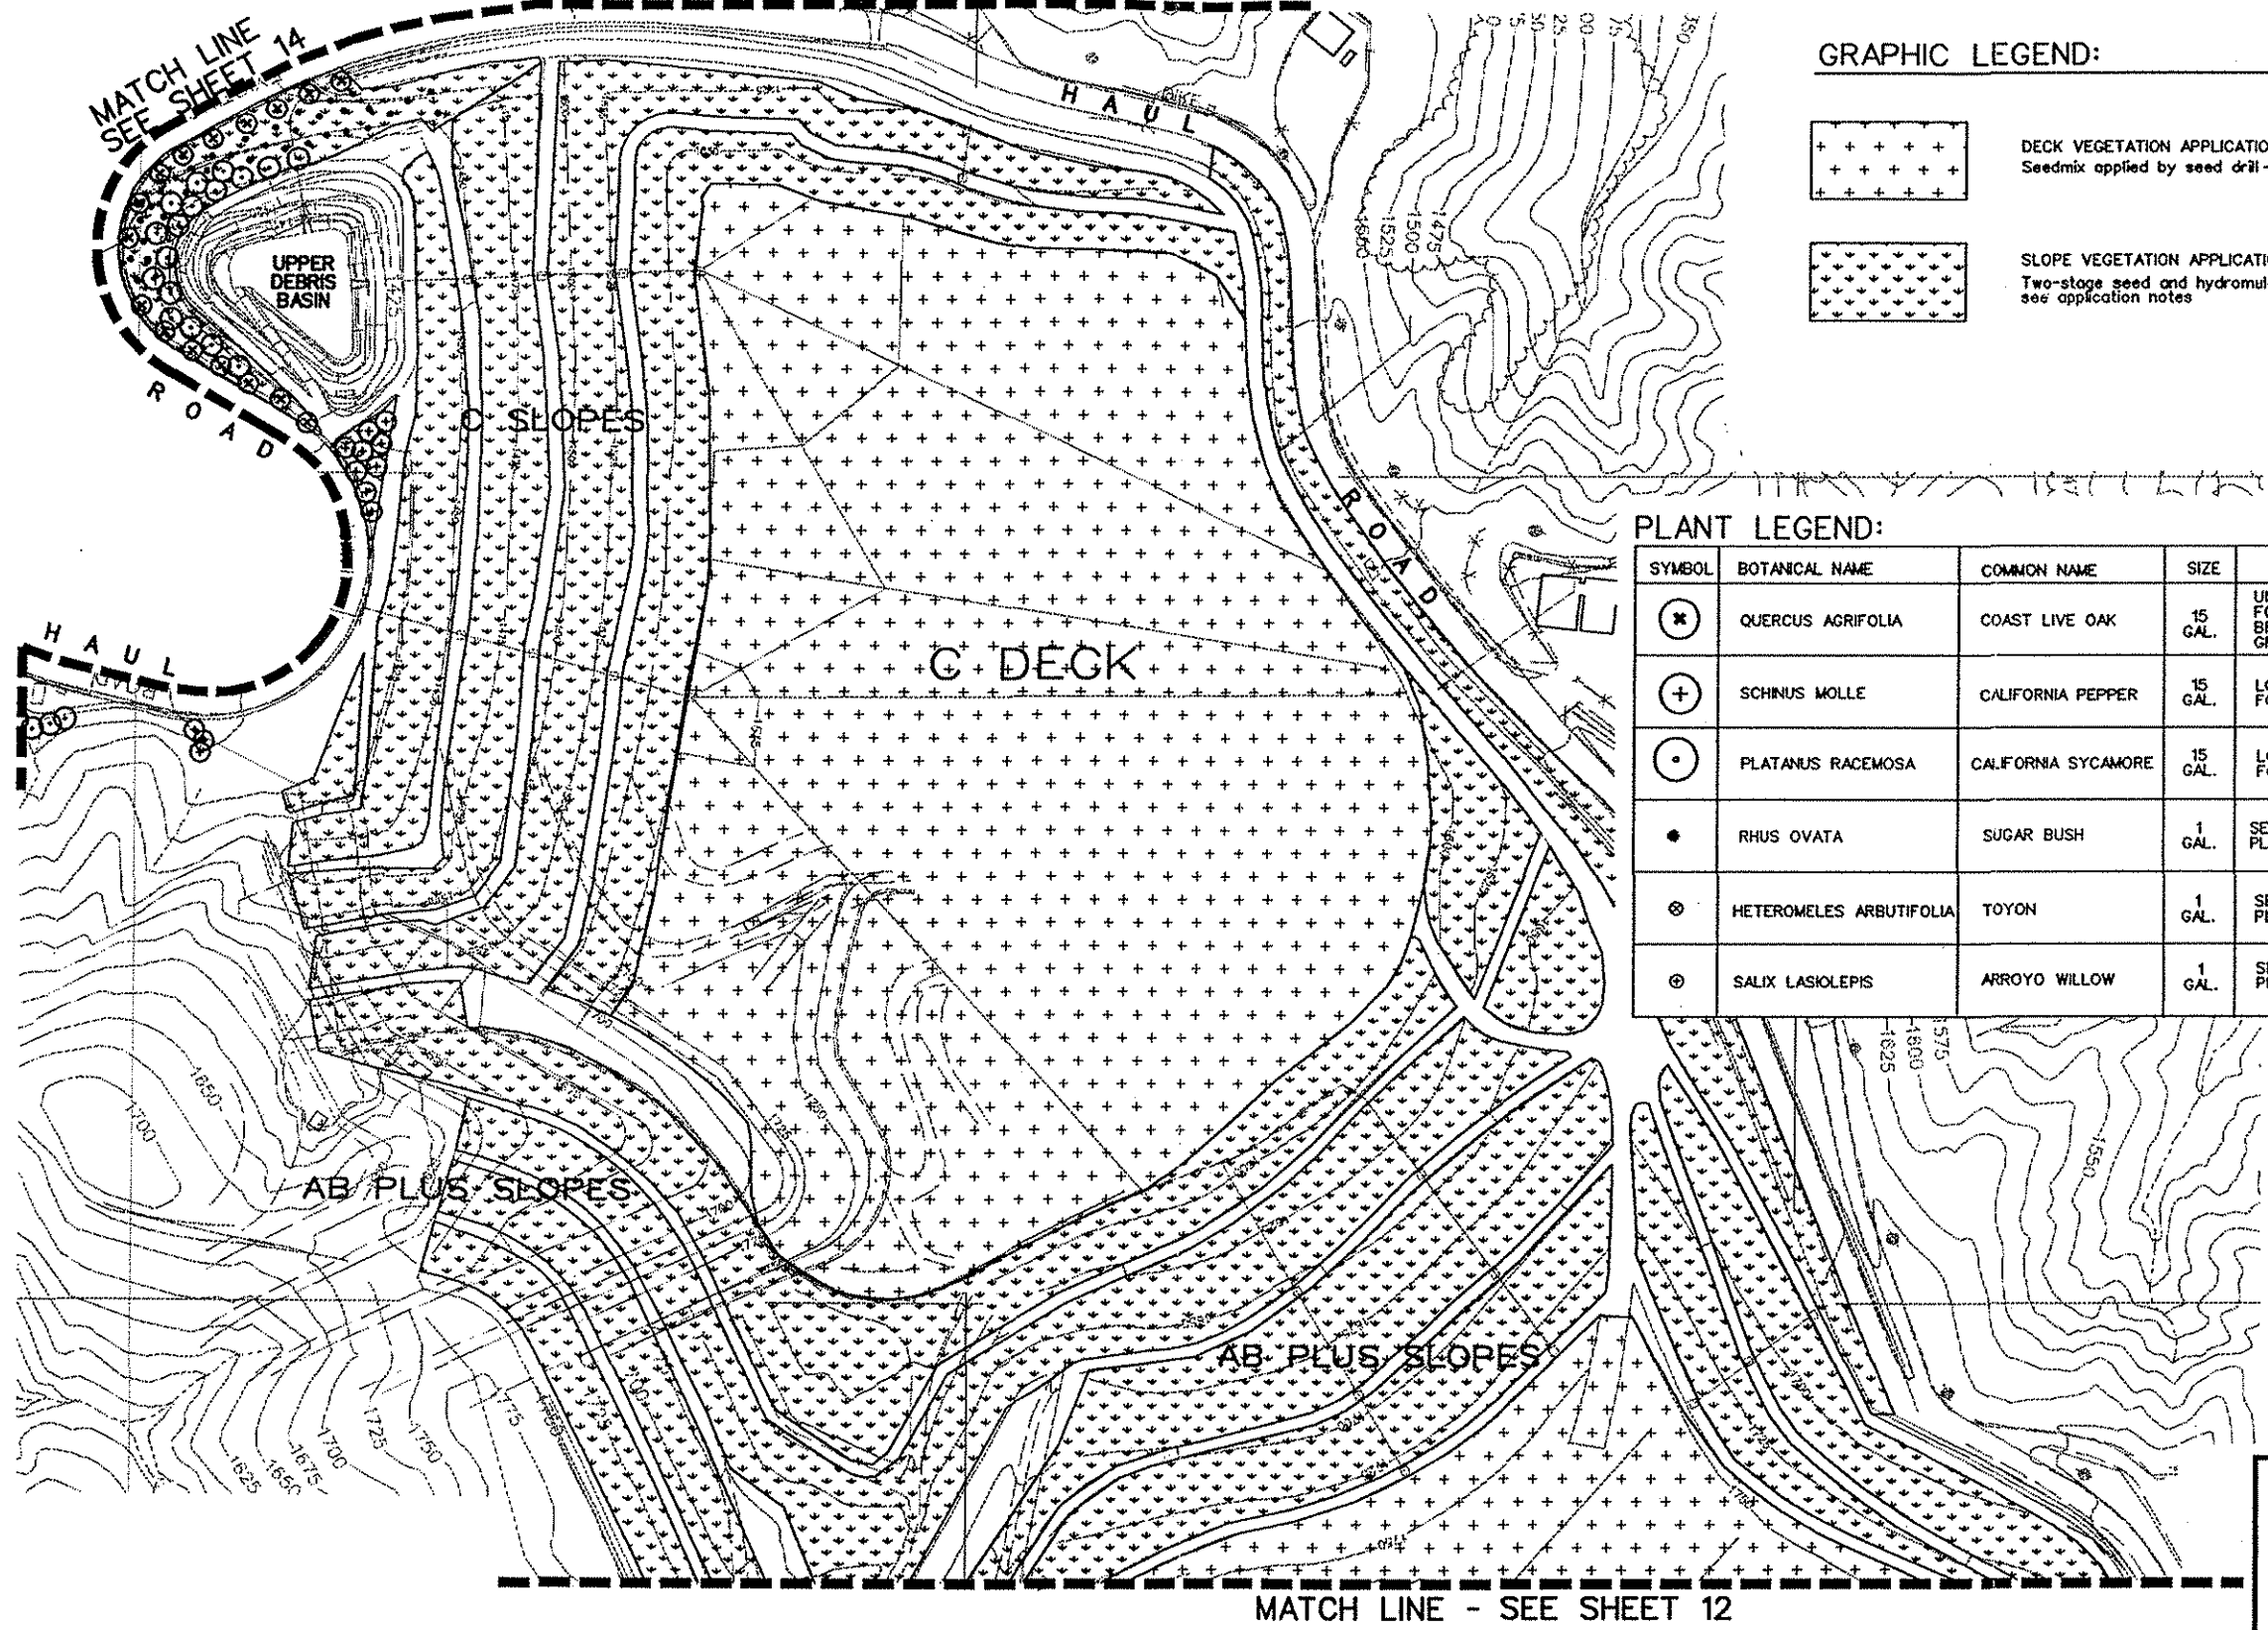 MATCH LINE
SEE SHEET 14
HAUL
ROAD
UPPER
DEBRIS
BASIN
C SLOPES
ROAD
HAUL
C DECK
AB PLUS SLOPES
AB PLUS SLOPES
1475
1500
1525
1650
1700
1625
1650
1675
1700
1725
1750
1775
1575
1600
1625
1550
MATCH LINE - SEE SHEET 12
GRAPHIC LEGEND:
DECK VEGETATION APPLICATIO
Seedmix applied by seed drill -
SLOPE VEGETATION APPLICATI
Two-stage seed and hydromul
see application notes
PLANT LEGEND:
SYMBOL BOTANICAL NAME COMMON NAME SIZE
QUERCUS AGRIFOLIA COAST LIVE OAK 15 GAL.
SCHINUS MOLLE CALIFORNIA PEPPER 15 GAL.
PLATANUS RACEMOSA CALIFORNIA SYCAMORE 15 GAL.
RHUS OVATA SUGAR BUSH 1 GAL.
HETEROMELES ARBUTIFOLIA TOYON 1 GAL.
SALIX LASIOLEPIS ARROYO WILLOW 1 GAL.